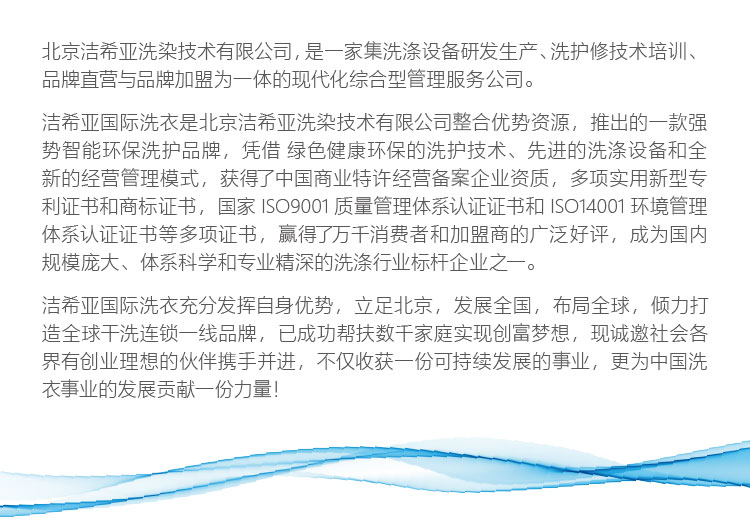 北京洁希亚洗染技术有限公司，是一家集洗涤设备研发生产、洗护修技术培训、
品牌直营与品牌加盟为一体的现代化综合型管理服务公司。
洁希亚国际洗衣是北京洁希亚洗染技术有限公司整合优势资源，推出的一款强
势智能环保洗护品牌，凭借 绿色健康环保的洗护技术、先进的洗涤设备和全
新的经营管理模式，获得了中国商业特许经营备案企业资质，多项实用新型专
利证书和商标证书，国家 ISO9001 质量管理体系认证证书和 ISO14001 环境管理
体系认证证书等多项证书，赢得了万千消费者和加盟商的广泛好评，成为国内
规模庞大、体系科学和专业精深的洗涤行业标杆企业之一。
洁希亚国际洗衣充分发挥自身优势，立足北京，发展全国，布局全球，倾力打
造全球干洗连锁一线品牌，已成功帮扶数千家庭实现创富梦想，现诚邀社会各
界有创业理想的伙伴携手并进，不仅收获一份可持续发展的事业，更为中国洗
衣事业的发展贡献一份力量！